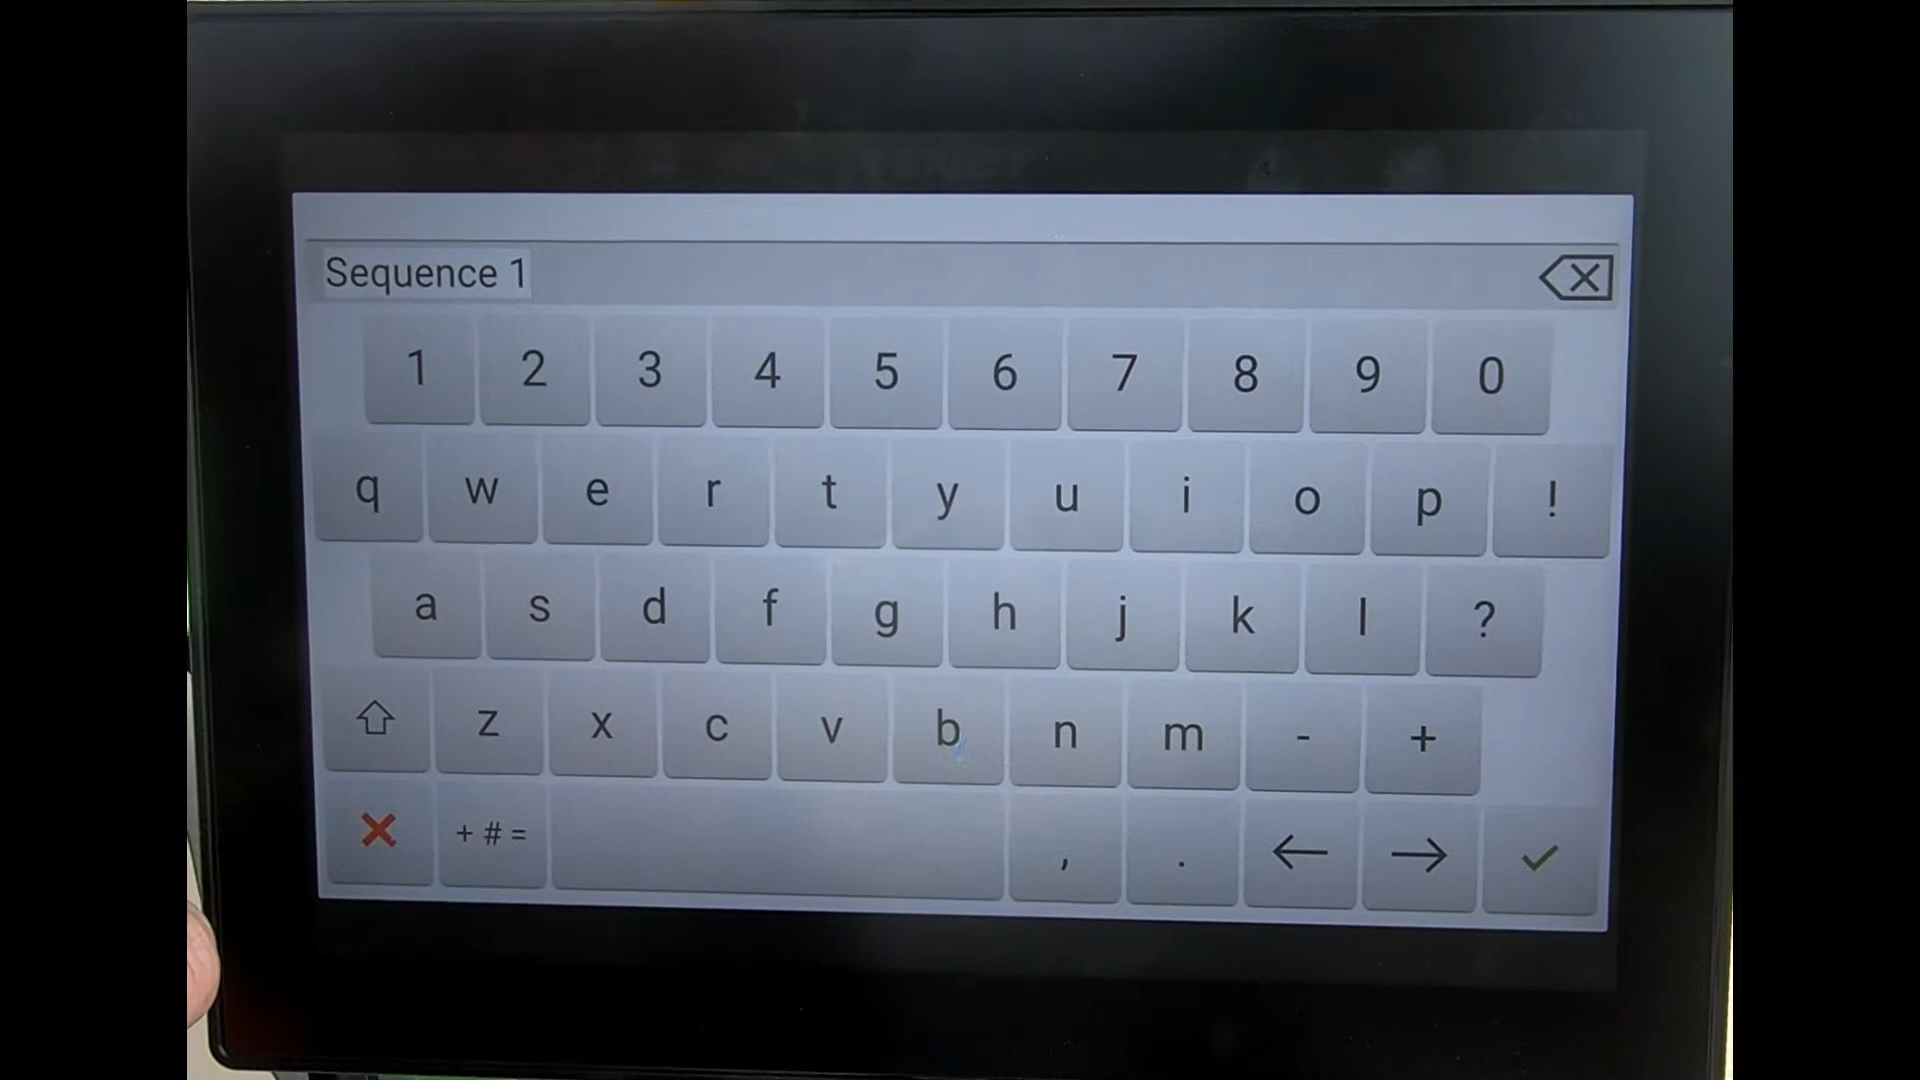 Sequence 1
1 2 3 4 5 6 7 8 9 0
q w e r t y u i o p !
a s d f g h j k l ?
z x c v b n m - +
+ # = , .